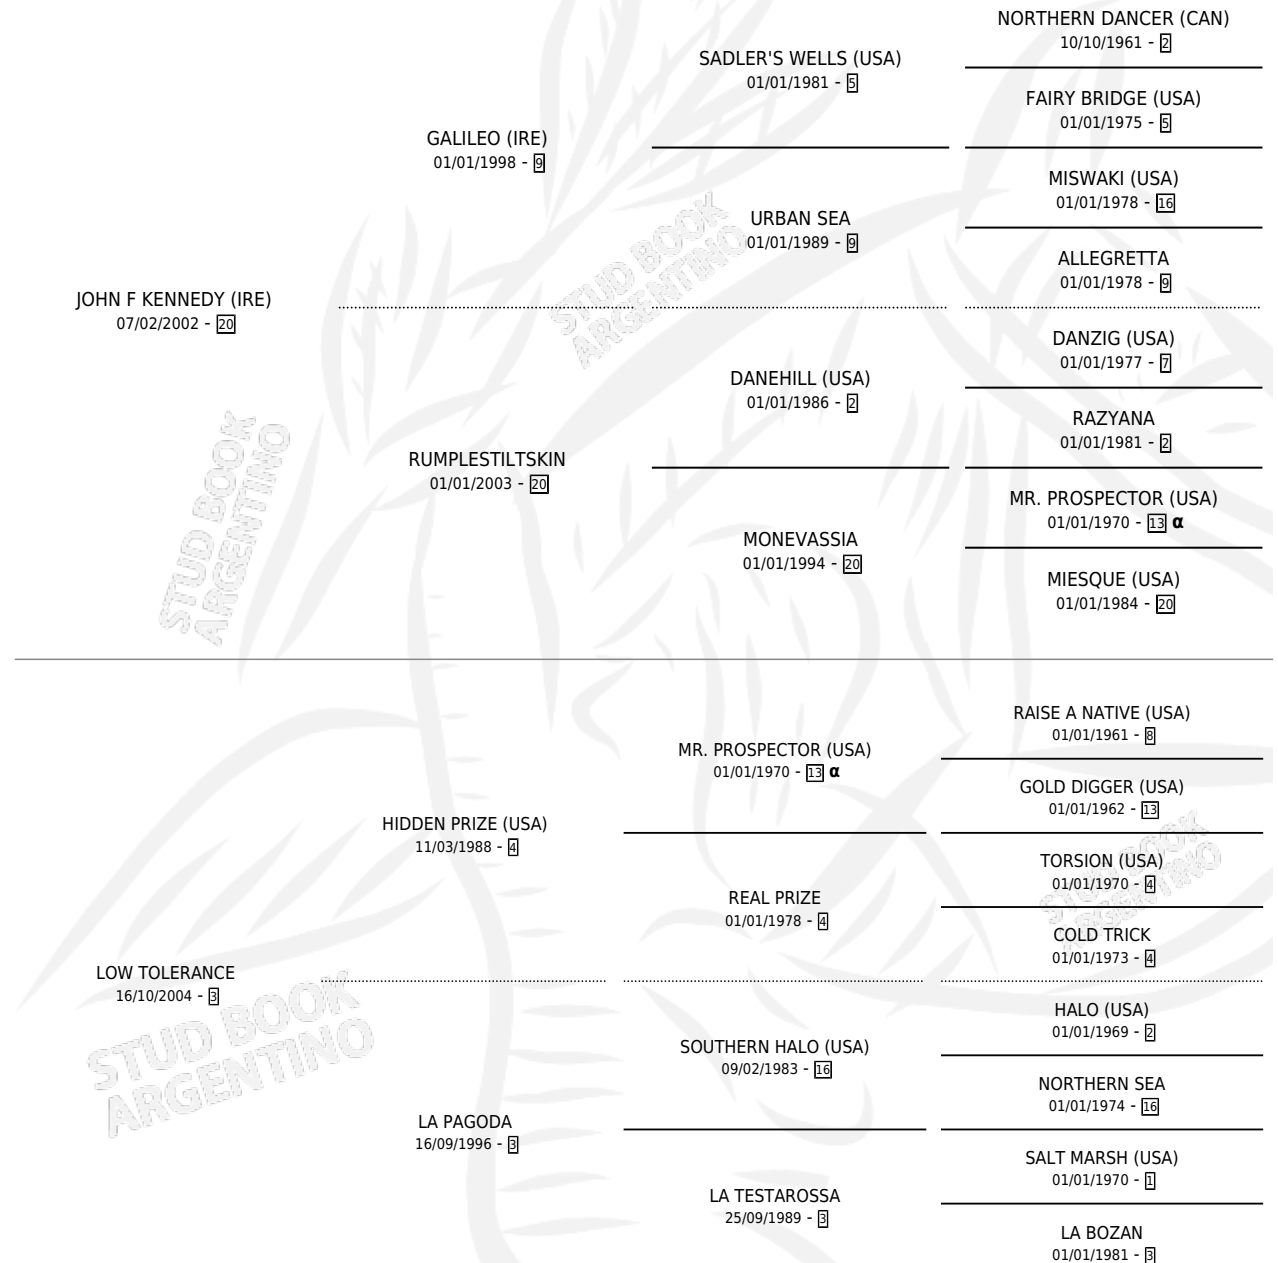 NORTHERN DANCER (CAN)
10/10/1961 - 2
SADLER'S WELLS (USA)
01/01/1981 - 5
FAIRY BRIDGE (USA)
01/01/1975 - 5
GALILEO (IRE)
01/01/1998 - 9
MISWAKI (USA)
01/01/1978 - 16
URBAN SEA
01/01/1989 - 9
ALLEGRETTA
01/01/1978 - 9
JOHN F KENNEDY (IRE)
07/02/2002 - 20
DANZIG (USA)
01/01/1977 - 7
DANEHILL (USA)
01/01/1986 - 2
RAZYANA
01/01/1981 - 2
RUMPLESTILTSKIN
01/01/2003 - 20
MR. PROSPECTOR (USA)
01/01/1970 - 13 α
MONEVASSIA
01/01/1994 - 20
MIESQUE (USA)
01/01/1984 - 20
RAISE A NATIVE (USA)
01/01/1961 - 8
MR. PROSPECTOR (USA)
01/01/1970 - 13 α
GOLD DIGGER (USA)
01/01/1962 - 13
HIDDEN PRIZE (USA)
11/03/1988 - 4
TORSION (USA)
01/01/1970 - 4
REAL PRIZE
01/01/1978 - 4
COLD TRICK
01/01/1973 - 4
LOW TOLERANCE
16/10/2004 - 3
HALO (USA)
01/01/1969 - 2
SOUTHERN HALO (USA)
09/02/1983 - 16
NORTHERN SEA
01/01/1974 - 16
LA PAGODA
16/09/1996 - 3
SALT MARSH (USA)
01/01/1970 - 1
LA TESTAROSSA
25/09/1989 - 3
LA BOZAN
01/01/1981 - 3
STUD BOOK
ARGENTINO
STUD BOOK
ARGENTINO
STUD BOOK
ARGENTINO
STUD BOOK
ARGENTINO